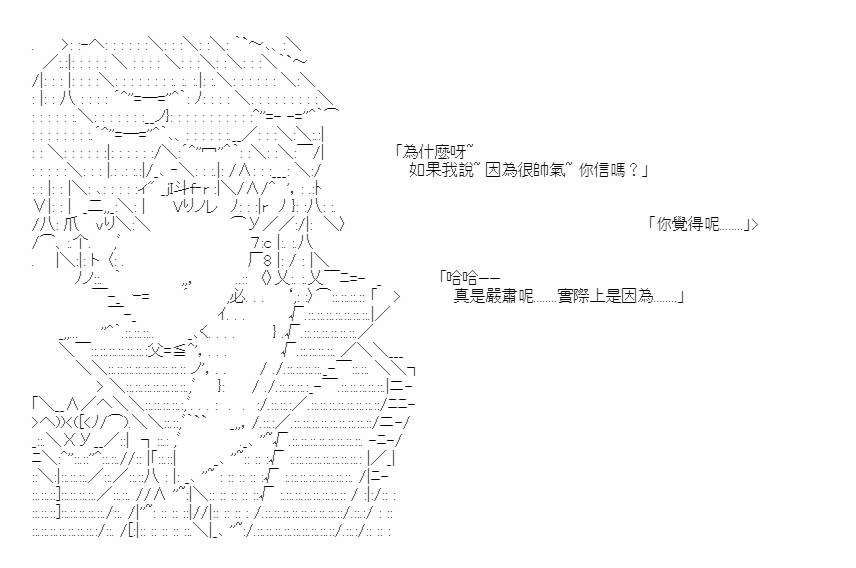 「為什麼呀~
如果我說~ 因為很帥氣~ 你信嗎？」
「你覺得呢........」>
「哈哈──
真是嚴肅呢........實際上是因為........」